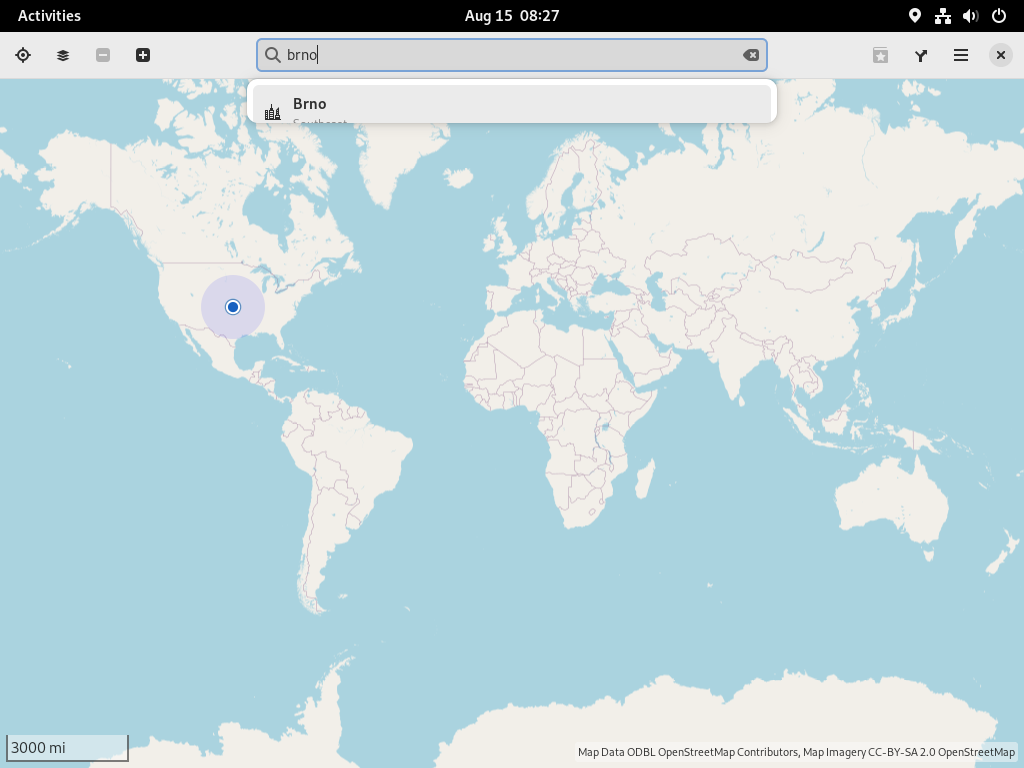 Activities
Aug 15 08:27
brno
Brno
Southeast
3000 mi
Map Data ODBL OpenStreetMap Contributors, Map Imagery CC-BY-SA 2.0 OpenStreetMap